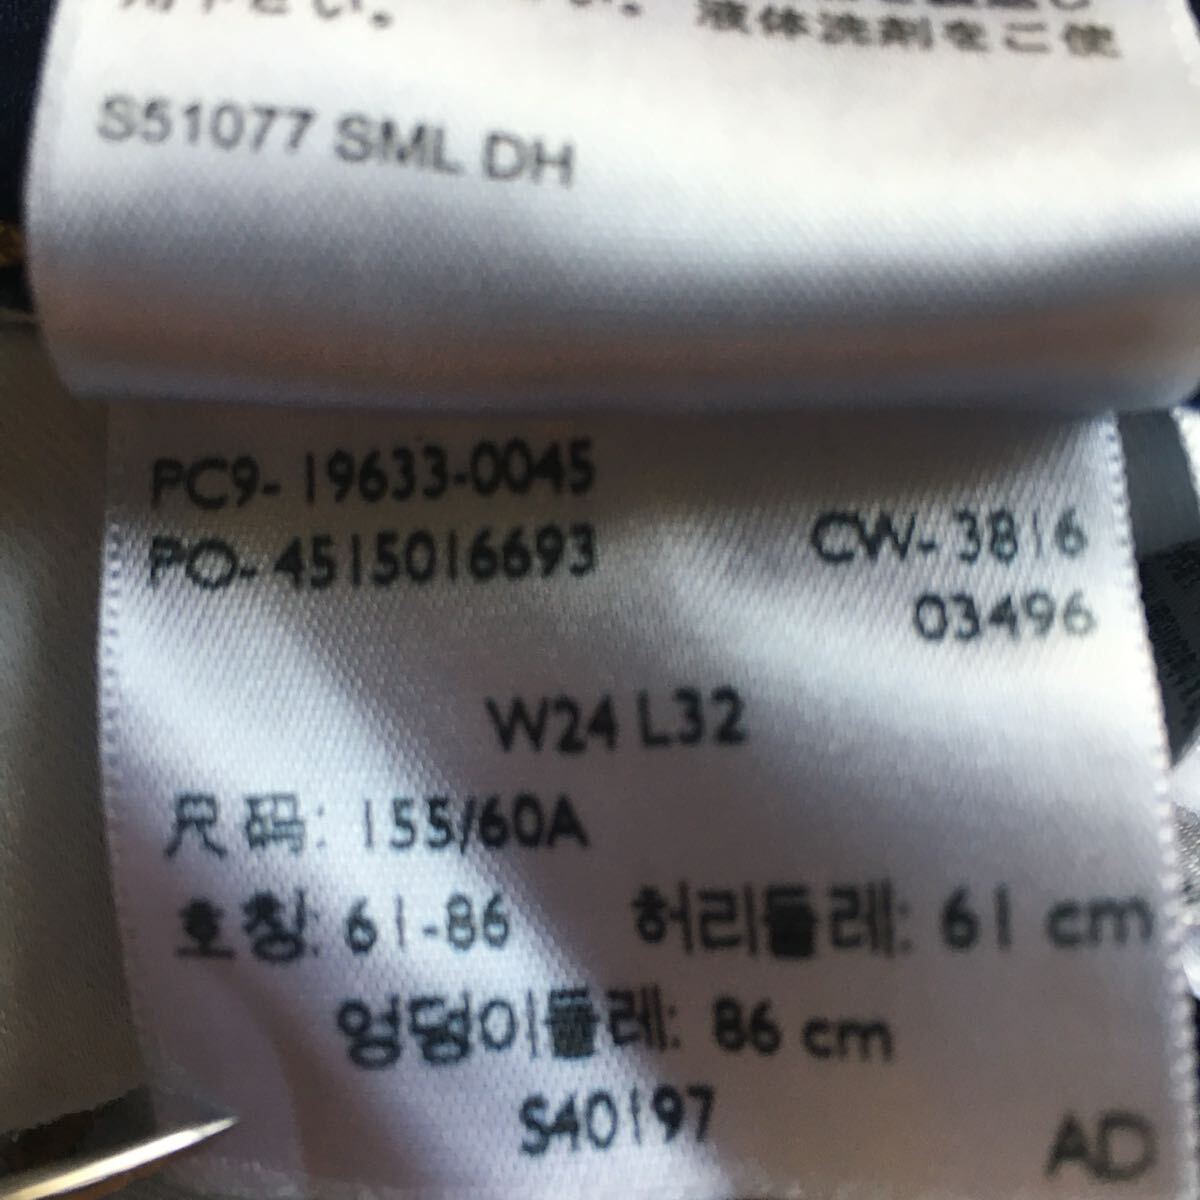 液体洗剤をご使
S51077 SML DH
PC9-19633-0045
PO-4515016693
CW-3816
03496
W24 L32
尺码: 155/60A
호칭: 61-86 허리둘레: 61 cm
엉덩이둘레: 86 cm
S40197
AD